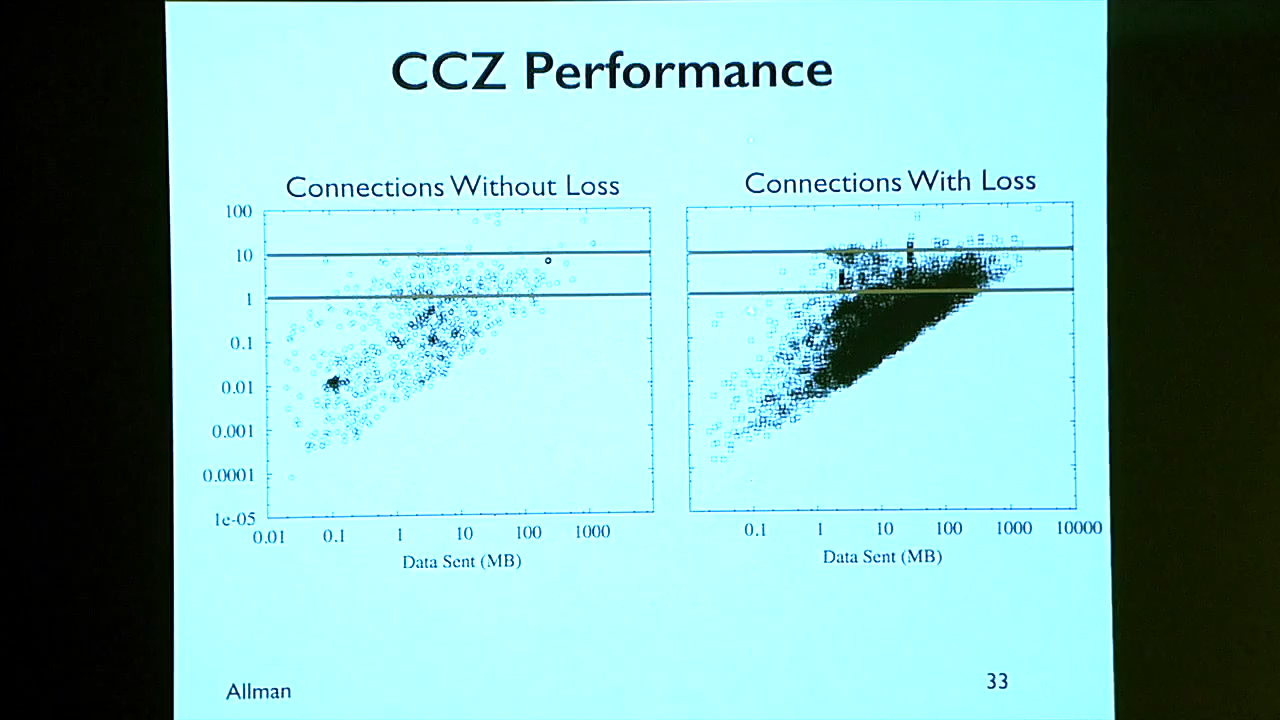 CCZ Performance
Connections Without Loss
Connections With Loss
100
10
1
0.1
0.01
0.001
0.0001
1e-05
0.01 0.1 1 10 100 1000
Data Sent (MB)
0.1 1 10 100 1000 10000
Data Sent (MB)
Allman
33